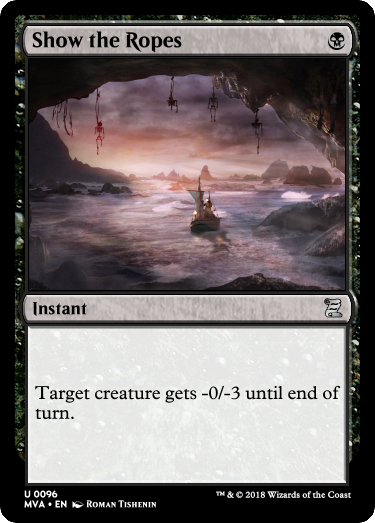 Show the Ropes
Instant
Target creature gets -0/-3 until end of
turn.
U 0096
MVA • EN Roman Tishenin
™ & © 2018 Wizards of the Coast